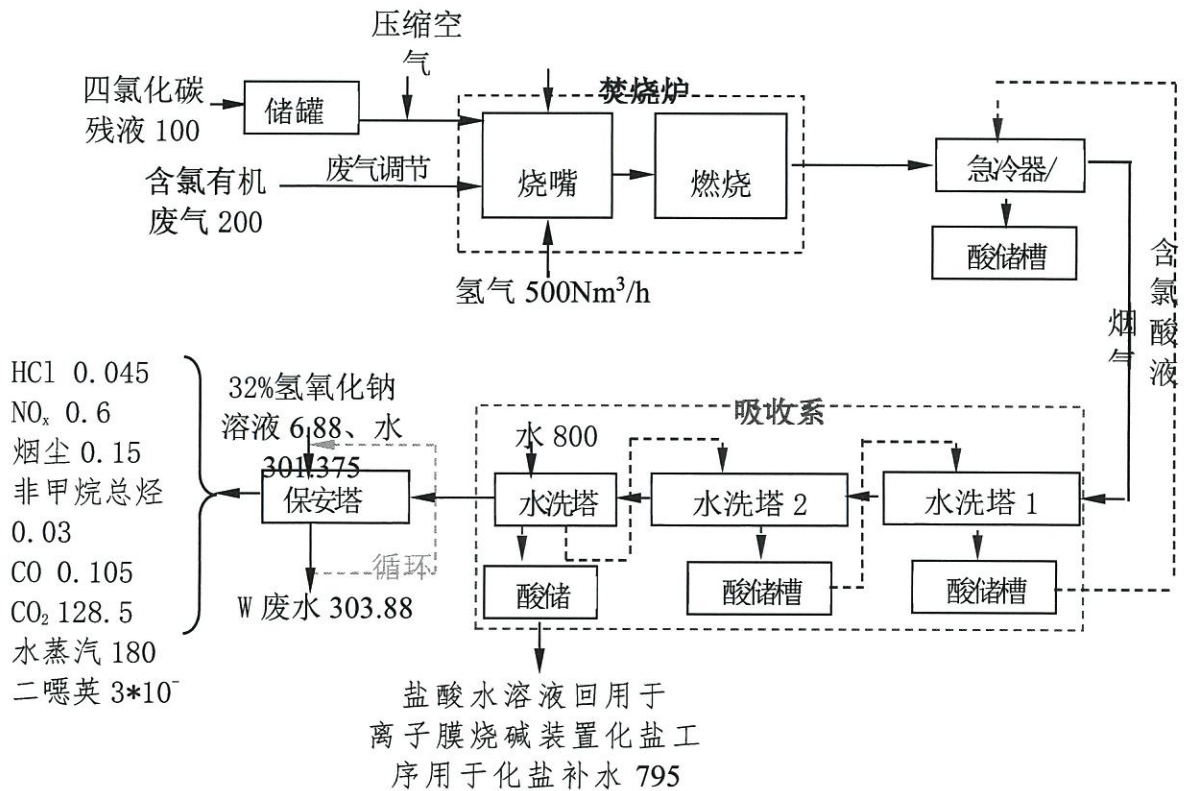 压缩空
气
四氯化碳
残液 100
储罐
焚烧炉
含氯有机
废气 200
废气调节
烧嘴
燃烧
急冷器/
酸储槽
氢气 500Nm³/h
烟气
含氯酸液
HCl 0.045
NOₓ 0.6
烟尘 0.15
非甲烷总烃
0.03
CO 0.105
CO₂ 128.5
水蒸汽 180
二噁英 3*10⁻
32%氢氧化钠
溶液 6.88、水
301.375
保安塔
循环
W 废水 303.88
吸收系
水 800
水洗塔
水洗塔 2
水洗塔 1
酸储
酸储槽
酸储槽
盐酸水溶液回用于
离子膜烧碱装置化盐工
序用于化盐补水 795